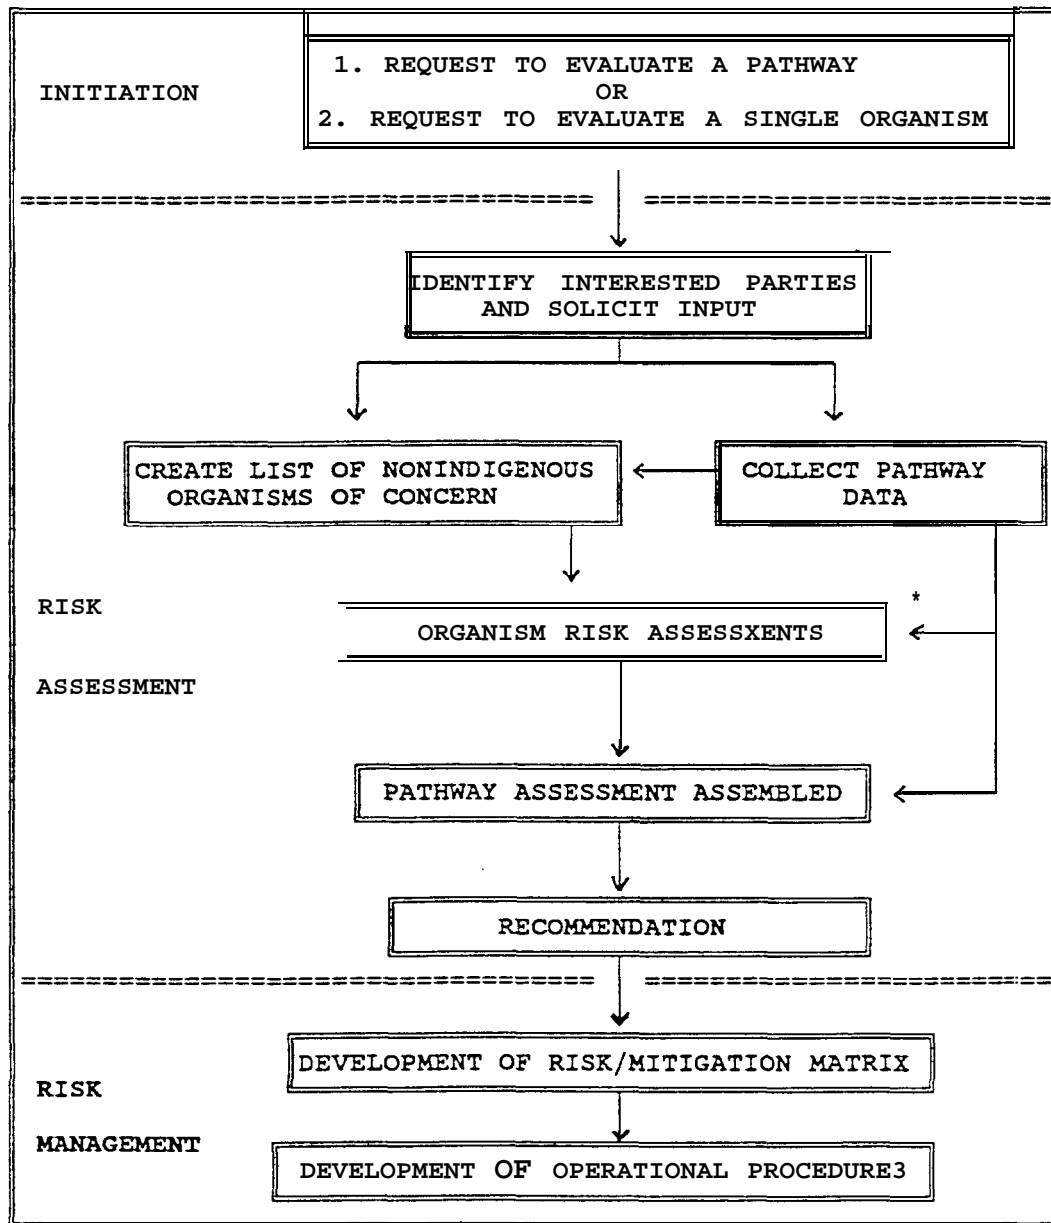 1. REQUEST TO EVALUATE A PATHWAY
INITIATION
OR
2. REQUEST TO EVALUATE A SINGLE ORGANISM
IDENTIFY INTERESTED PARTIES
AND SOLICIT INPUT
CREATE LIST OF NONINDIGENOUS
ORGANISMS OF CONCERN
COLLECT PATHWAY
DATA
RISK
*
ORGANISM RISK ASSESSXENTS
ASSESSMENT
PATHWAY ASSESSMENT ASSEMBLED
RECOMMENDATION
DEVELOPMENT OF RISK/MITIGATION MATRIX
RISK
MANAGEMENT
DEVELOPMENT OF OPERATIONAL PROCEDURE3